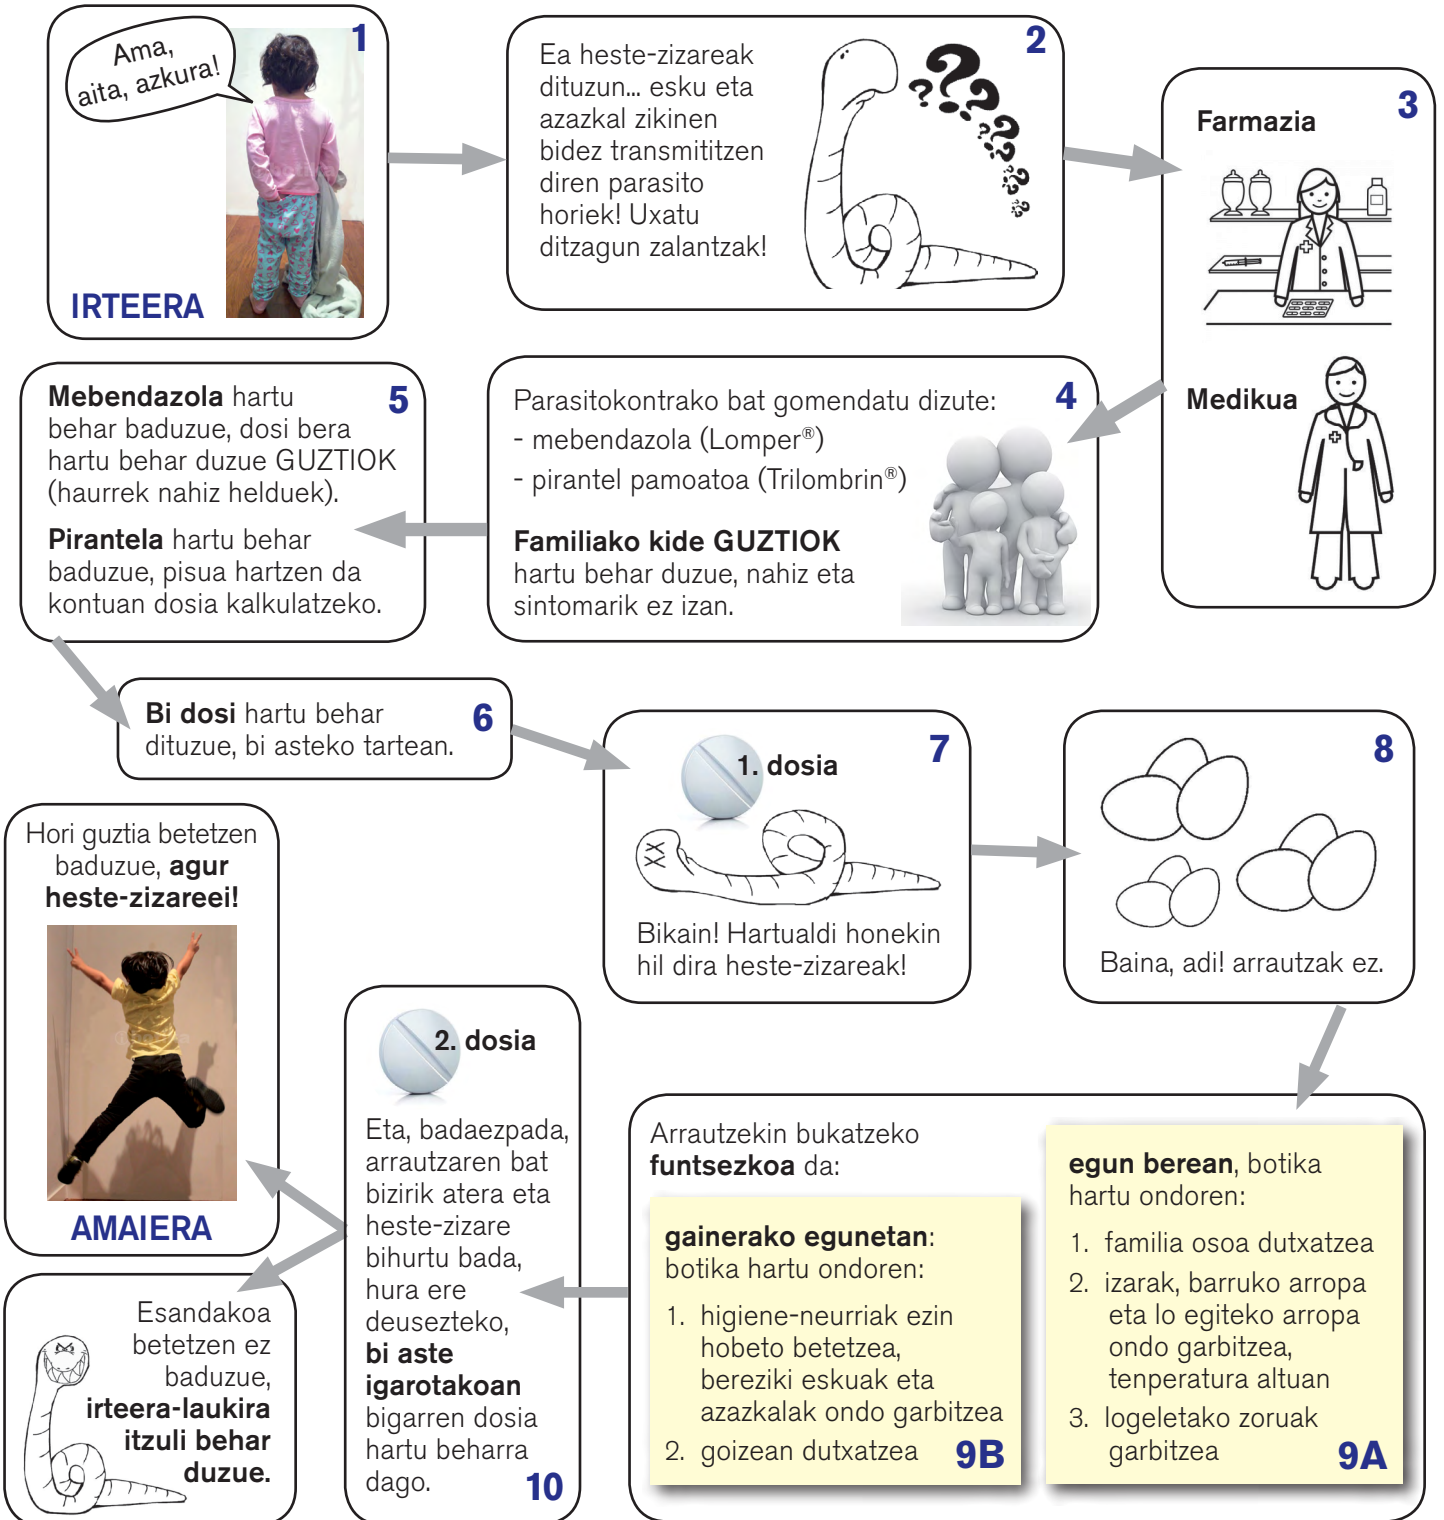 1
Ama,
aita, azkura!
IRTEERA
2
Ea heste-zizareak
dituzun... esku eta
azazkal zikinen
bidez transmititzen
diren parasito
horiek! Uxatu
ditzagun zalantzak!
???????
3
Farmazia
Medikua
4
Parasitokontrako bat gomendatu dizute:
- mebendazola (Lomper®)
- pirantel pamoatoa (Trilombrin®)
Familiako kide GUZTIOK
hartu behar duzue, nahiz eta
sintomarik ez izan.
5
Mebendazola hartu
behar baduzue, dosi bera
hartu behar duzue GUZTIOK
(haurrek nahiz helduek).
Pirantela hartu behar
baduzue, pisua hartzen da
kontuan dosia kalkulatzeko.
6
Bi dosi hartu behar
dituzue, bi asteko tartean.
7
1. dosia
XX
Bikain! Hartualdi honekin
hil dira heste-zizareak!
8
Baina, adi! arrautzak ez.
Arrautzekin bukatzeko
funtsezkoa da:
egun berean, botika
hartu ondoren:
1. familia osoa dutxatzea
2. izarak, barruko arropa
eta lo egiteko arropa
ondo garbitzea,
tenperatura altuan
3. logeletako zoruak
garbitzea
9A
gainerako egunetan:
botika hartu ondoren:
1. higiene-neurriak ezin
hobeto betetzea,
bereziki eskuak eta
azazkalak ondo garbitzea
2. goizean dutxatzea
9B
2. dosia
Eta, badaezpada,
arrautzaren bat
bizirik atera eta
heste-zizare
bihurtu bada,
hura ere
deusezteko,
bi aste
igarotakoan
bigarren dosia
hartu beharra
dago.
10
Hori guztia betetzen
baduzue, agur
heste-zizareei!
AMAIERA
Esandakoa
betetzen ez
baduzue,
irteera-laukira
itzuli behar
duzue.